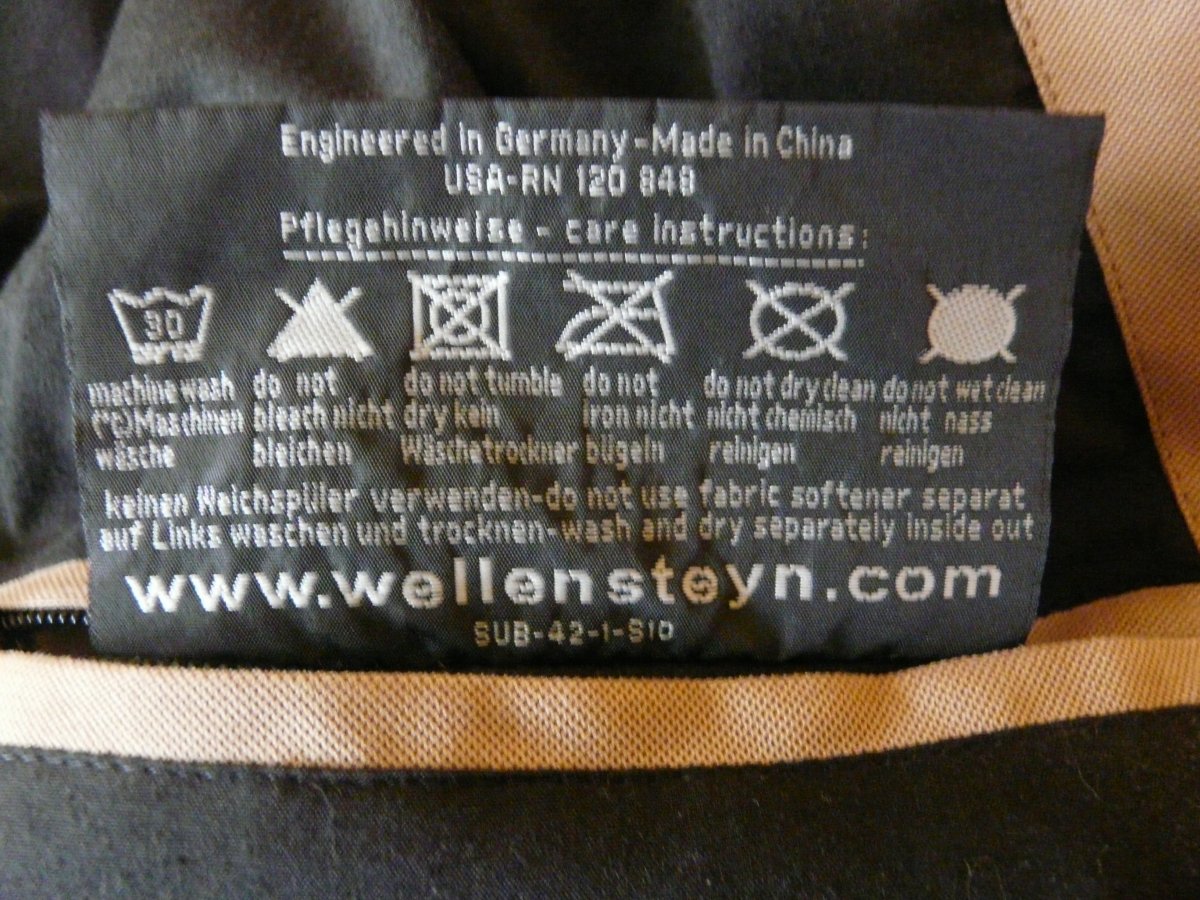 Engineered in Germany-Made in China
USA-RN 120 848
Pflegehinweise - care instructions:
30
machine wash do not do not tumble do not do not dry clean do not wet clean
(°C)Maschinen bleach nicht dry kein iron nicht nicht chemisch nicht nass
wäsche bleichen Wäschetrockner bügeln reinigen reinigen
keinen Weichspüller verwenden-do not use fabric softener separat
auf Links waschen und trocknen-wash and dry separately inside out
www.wellensteyn.com
SUB-42-1-S10